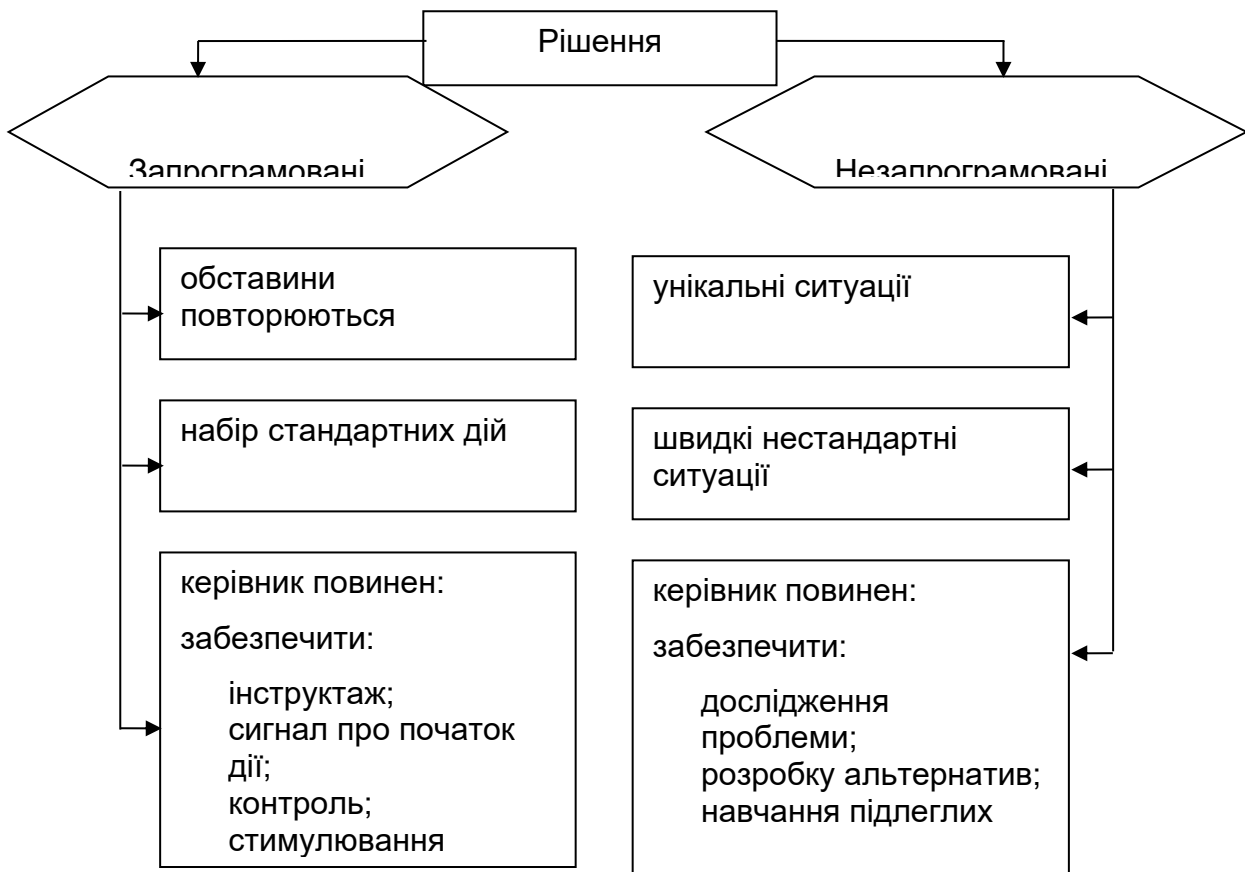 Рішення
Запрограмовані
Незапрограмовані
обставини
повторюються
набір стандартних дій
керівник повинен:
забезпечити:
інструктаж;
сигнал про початок
дії;
контроль;
стимулювання
унікальні ситуації
швидкі нестандартні
ситуації
керівник повинен:
забезпечити:
дослідження
проблеми;
розробку альтернатив;
навчання підлеглих